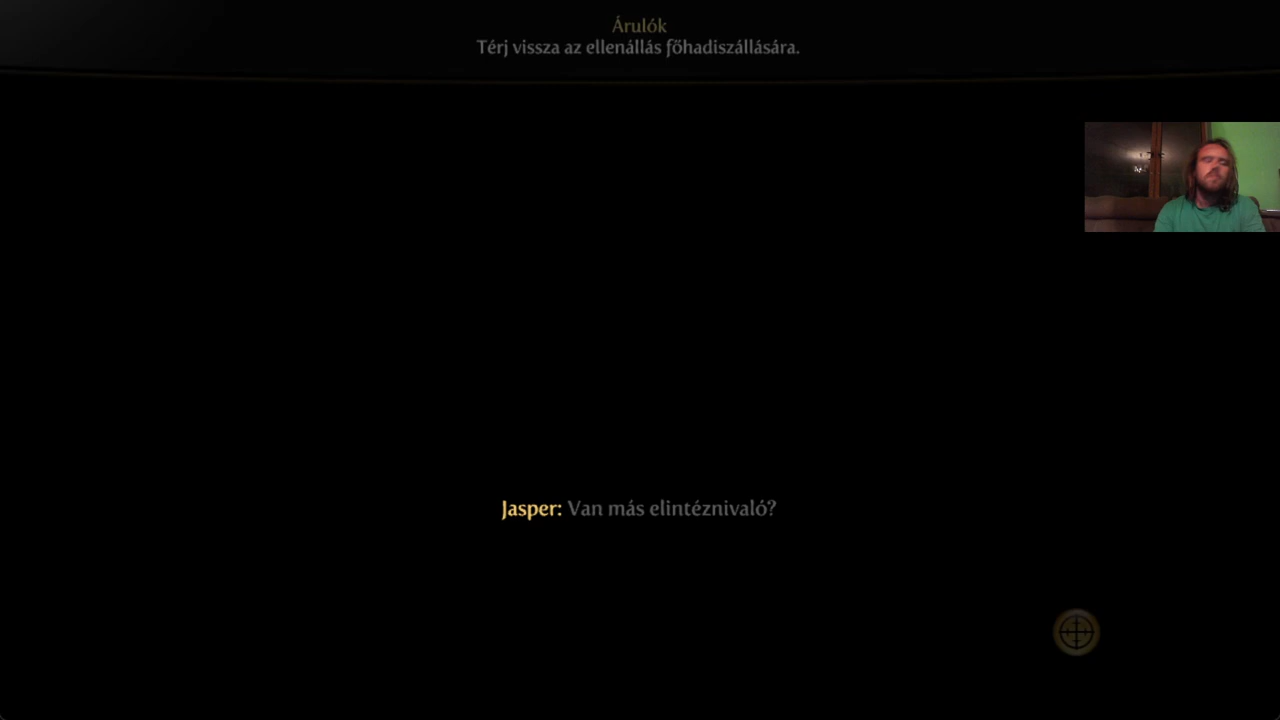 Árulók
Térj vissza az ellenállás főhadiszállására.
Jasper: Van más elintéznivaló?